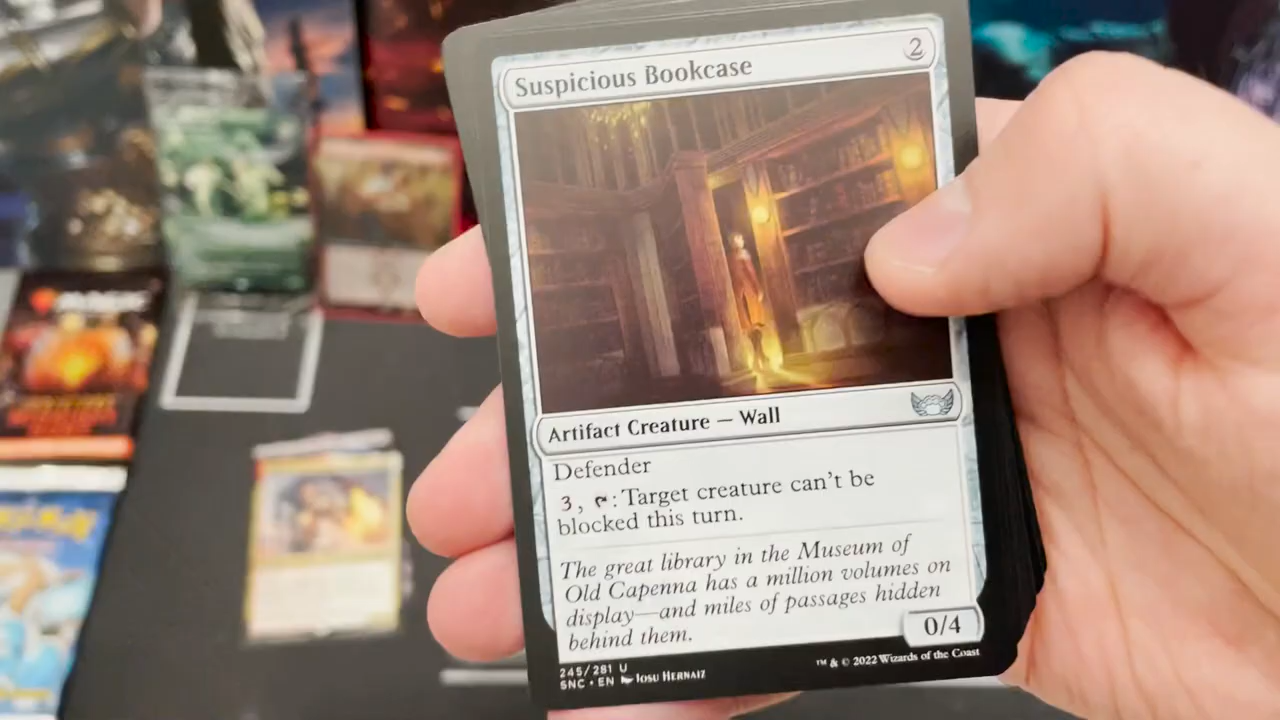 Suspicious Bookcase
2
Artifact Creature — Wall
Defender
3, : Target creature can't be
blocked this turn.
The great library in the Museum of
Old Capenna has a million volumes on
display—and miles of passages hidden
behind them.
0/4
245/281 U
SNC • EN Iosu Hernaiz
™ & © 2022 Wizards of the Coast
MAGIC